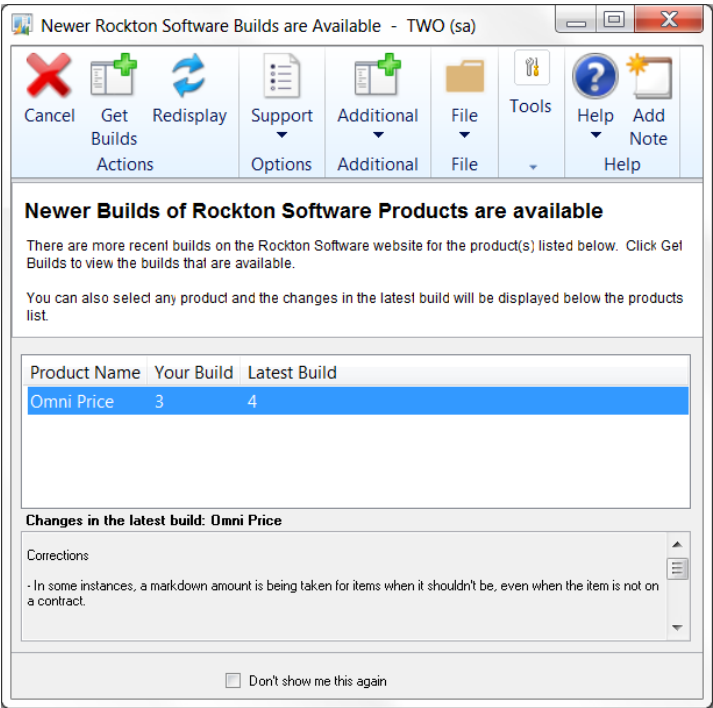 Newer Rockton Software Builds are Available - TWO (sa)
Cancel
Get Builds
Redisplay
Support
Additional
File
Tools
Help
Add Note
Actions
Options
Additional
File
Help
Newer Builds of Rockton Software Products are available
There are more recent builds on the Rockton Software website for the product(s) listed below. Click Get
Builds to view the builds that are available.
You can also select any product and the changes in the latest build will be displayed below the products
list.
Product Name Your Build Latest Build
Omni Price 3 4
Changes in the latest build: Omni Price
Corrections
- In some instances, a markdown amount is being taken for items when it shouldn't be, even when the item is not on
a contract.
Don't show me this again